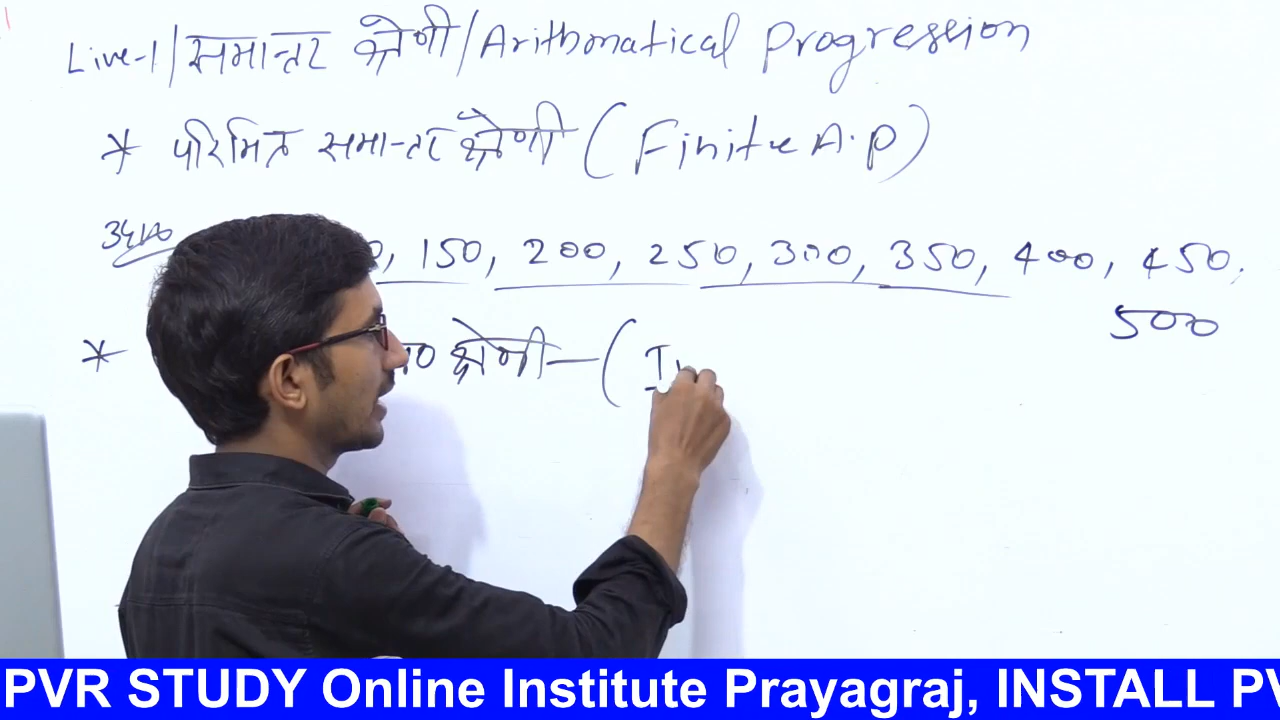 Live-1/समान्तर श्रेणी/Arithmatical Progression
* परिमित समान्तर श्रेणी (Finitue A.P)
150, 200, 250, 300, 350, 400, 450,
500
* श्रेणी—( I
PVR STUDY Online Institute Prayagraj, INSTALL PV